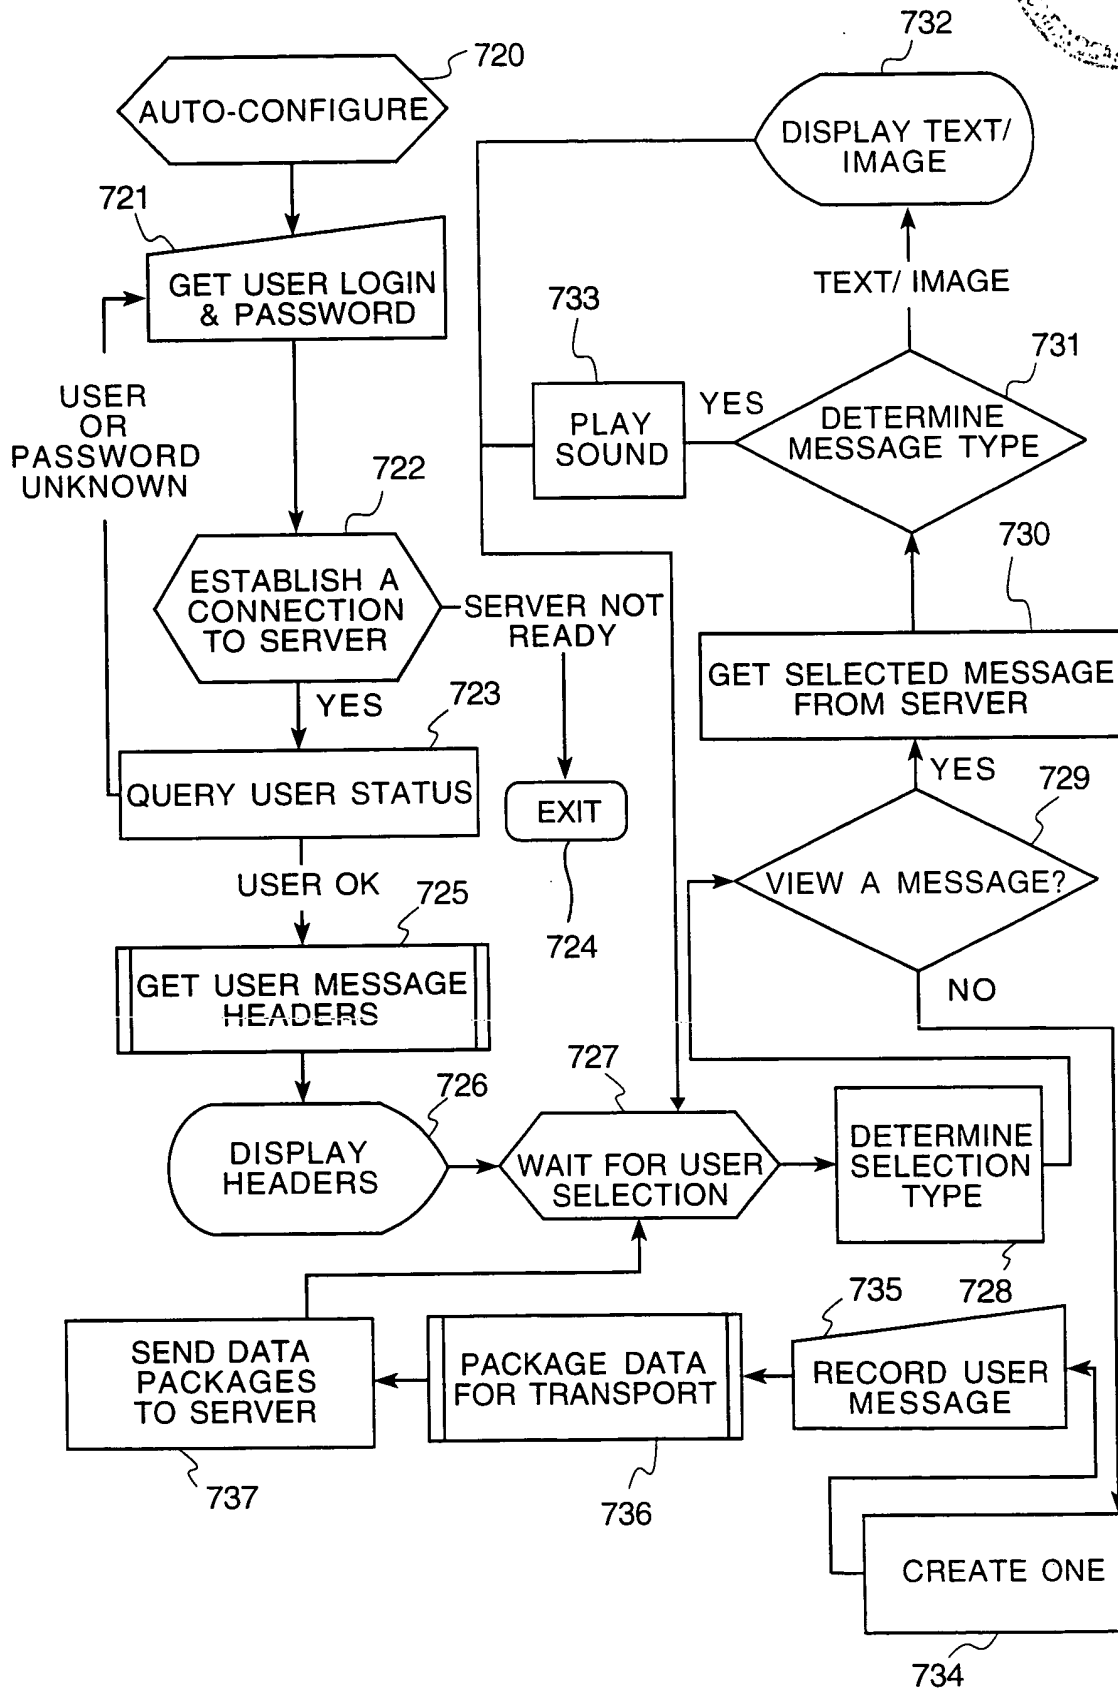 720
AUTO-CONFIGURE
721
GET USER LOGIN
& PASSWORD
USER
OR
PASSWORD
UNKNOWN
722
ESTABLISH A
CONNECTION
TO SERVER
SERVER NOT
READY
YES
723
QUERY USER STATUS
EXIT
724
USER OK
725
GET USER MESSAGE
HEADERS
726
DISPLAY
HEADERS
727
WAIT FOR USER
SELECTION
DETERMINE
SELECTION
TYPE
728
729
VIEW A MESSAGE?
YES
NO
730
GET SELECTED MESSAGE
FROM SERVER
731
DETERMINE
MESSAGE TYPE
YES
733
PLAY
SOUND
TEXT/ IMAGE
732
DISPLAY TEXT/
IMAGE
CREATE ONE
734
735
RECORD USER
MESSAGE
PACKAGE DATA
FOR TRANSPORT
736
SEND DATA
PACKAGES
TO SERVER
737